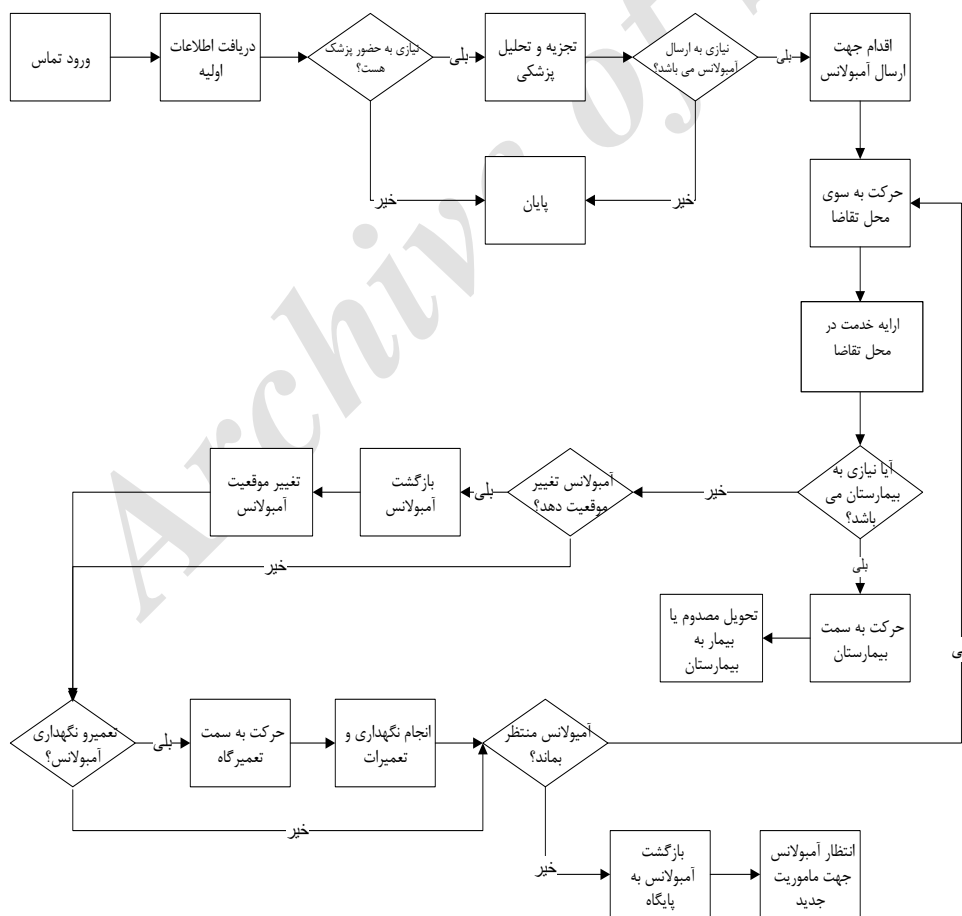 ورود تماس
دریافت اطلاعات
اولیه
نیازی به حضور پزشک
هست؟
بلی
تجزیه و تحلیل
پزشکی
نیازی به ارسال
آمبولانس می باشد؟
بلی
اقدام جهت
ارسال آمبولانس
خیر
پایان
خیر
حرکت به سوی
محل تقاضا
ارایه خدمت در
محل تقاضا
آیا نیازی به
بیمارستان می
باشد؟
خیر
آمبولانس تغییر
موقعیت دهد؟
بلی
بازگشت
آمبولانس
تغییر موقعیت
آمبولانس
خیر
بلی
حرکت به سمت
بیمارستان
تحویل مصدوم یا
بیمار به
بیمارستان
تعمیرو نگهداری
آمبولانس؟
بلی
حرکت به سمت
تعمیرگاه
انجام نگهداری و
تعمیرات
آمبولانس منتظر
بماند؟
خیر
خیر
بازگشت
آمبولانس به
پایگاه
انتظار آمبولانس
جهت ماموریت
جدید
Archive of